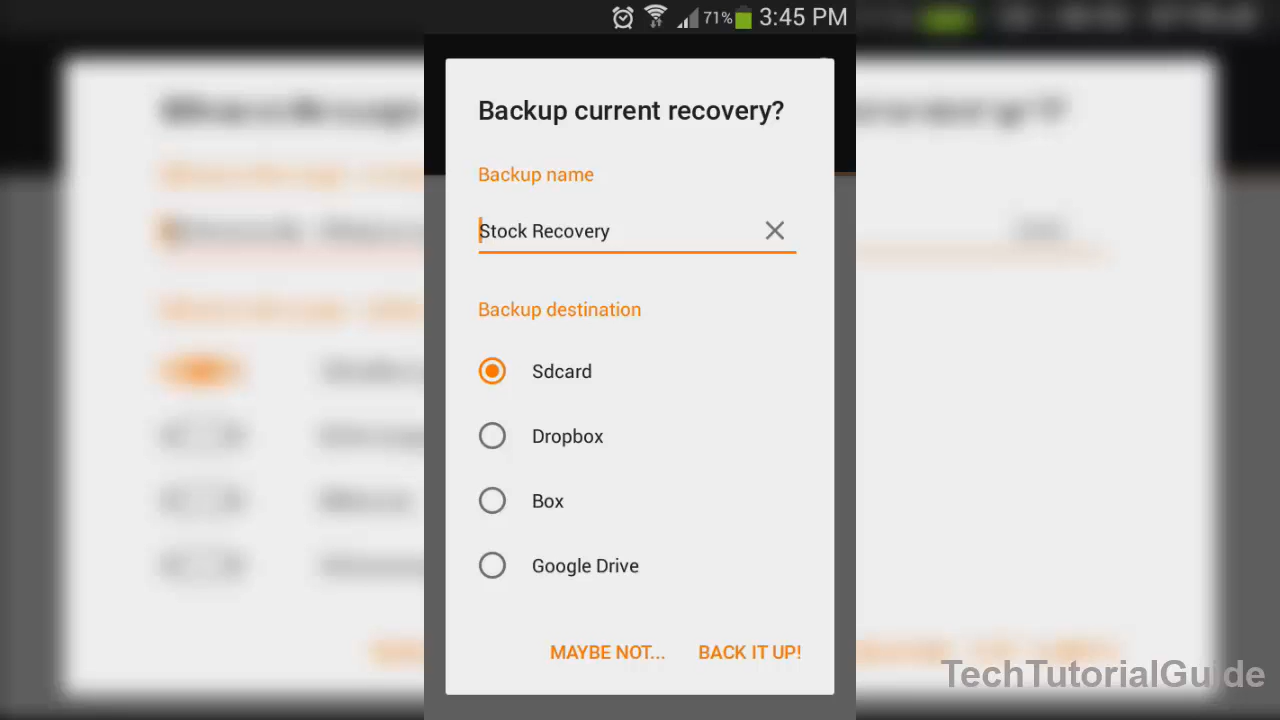 71% 3:45 PM
Backup current recovery?
Backup name
Stock Recovery
Backup destination
Sdcard
Dropbox
Box
Google Drive
MAYBE NOT... BACK IT UP!
TechTutorialGuide